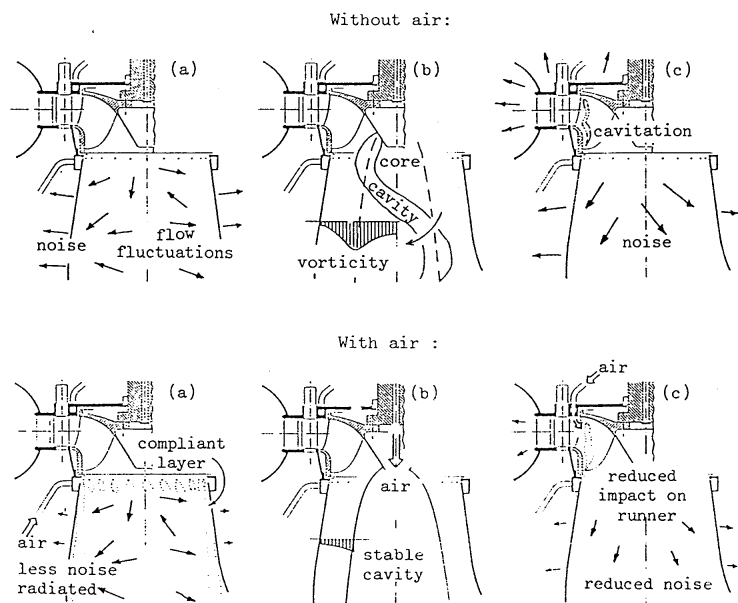 Without air:
(a)
(b)
(c)
noise
flow
fluctuations
core
cavity
vorticity
cavitation
noise
With air :
(a)
(b)
(c)
compliant
layer
air
less noise
radiated
air
stable
cavity
air
reduced
impact on
runner
reduced noise